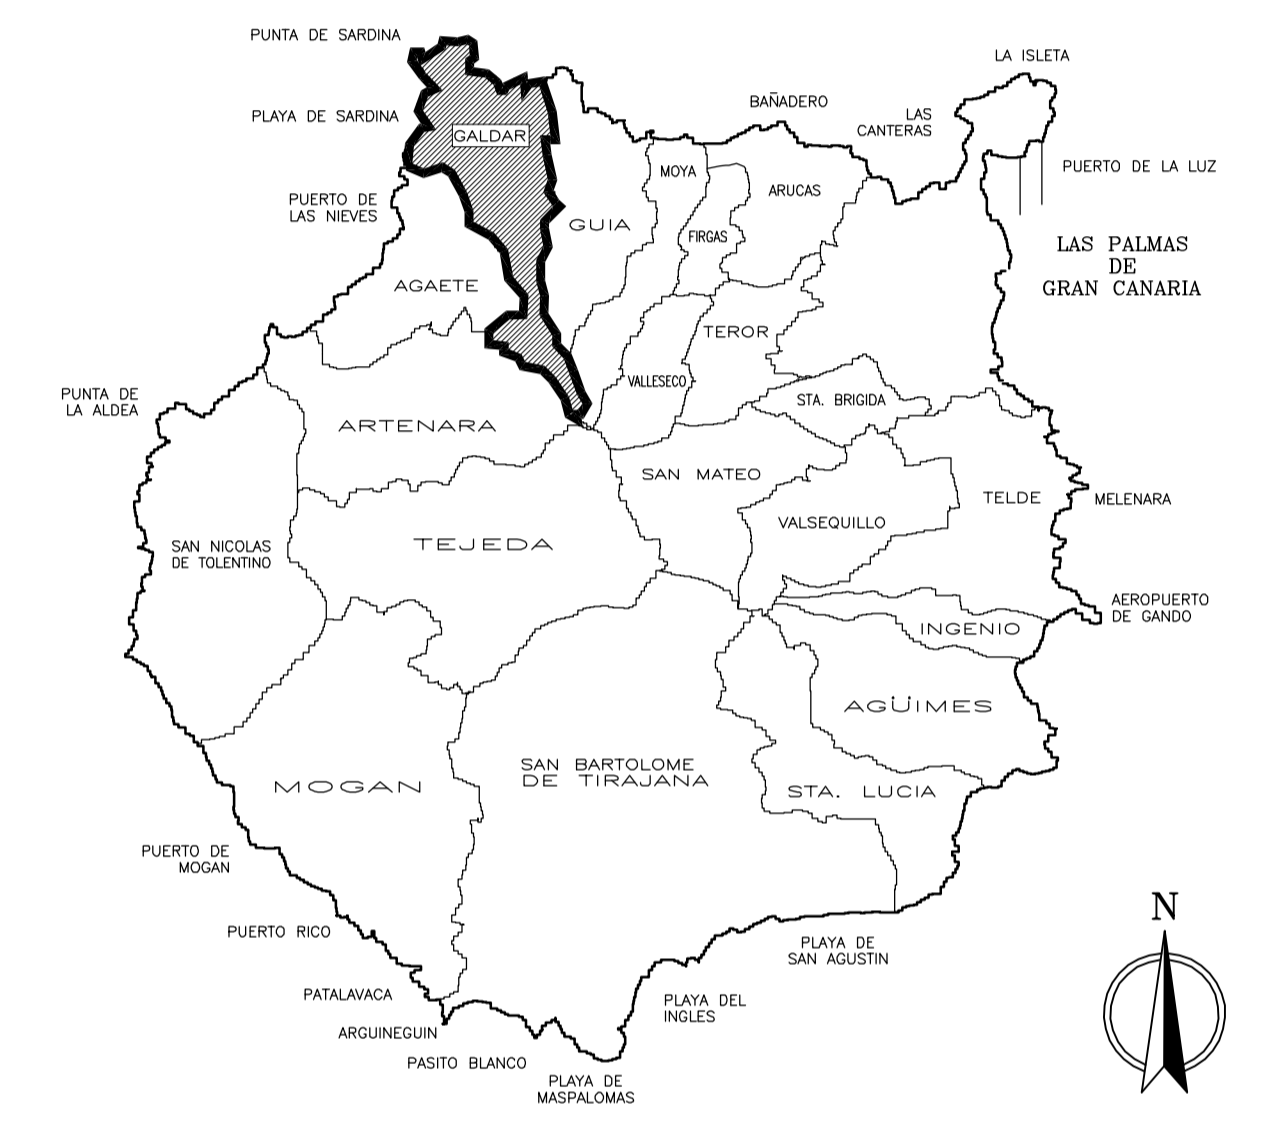 PUNTA DE SARDINA
LA ISLETA
BAÑADERO
LAS
CANTERAS
PLAYA DE SARDINA
GALDAR
MOYA
PUERTO DE LA LUZ
ARUCAS
PUERTO DE
LAS NIEVES
GUIA
FIRGAS
LAS PALMAS
DE
GRAN CANARIA
AGAETE
TEROR
VALLESECO
PUNTA DE
LA ALDEA
STA. BRIGIDA
ARTENARA
SAN MATEO
TELDE
MELENARA
VALSEQUILLO
SAN NICOLAS
DE TOLENTINO
TEJEDA
AEROPUERTO
DE GANDO
INGENIO
AGÜIMES
SAN BARTOLOME
DE TIRAJANA
MOGAN
STA. LUCIA
PUERTO DE
MOGAN
N
PUERTO RICO
PLAYA DE
SAN AGUSTIN
PATALAVACA
PLAYA DEL
INGLES
ARGUINEGUIN
PASITO BLANCO
PLAYA DE
MASPALOMAS